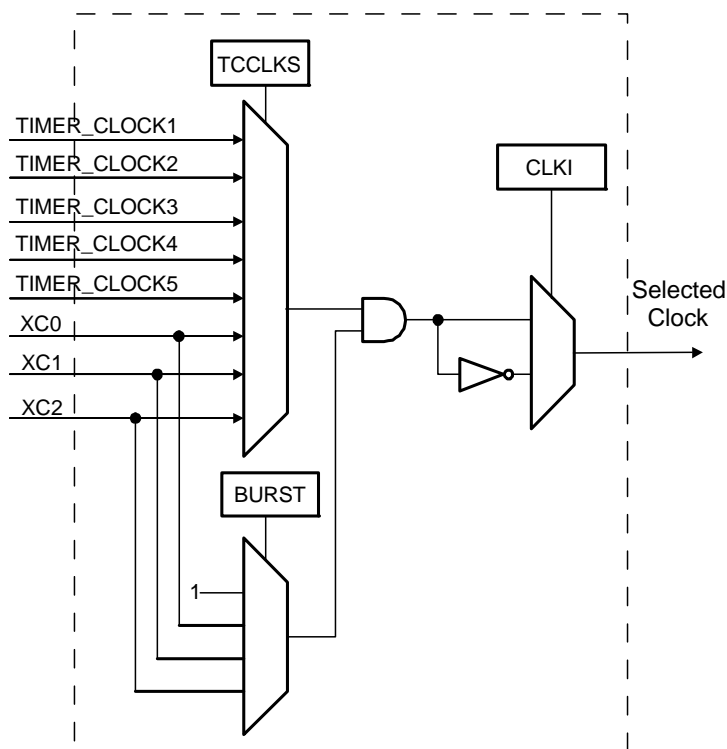 TCCLKS
TIMER_CLOCK1
TIMER_CLOCK2
TIMER_CLOCK3
TIMER_CLOCK4
TIMER_CLOCK5
XC0
XC1
XC2
CLKI
Selected
Clock
BURST
1